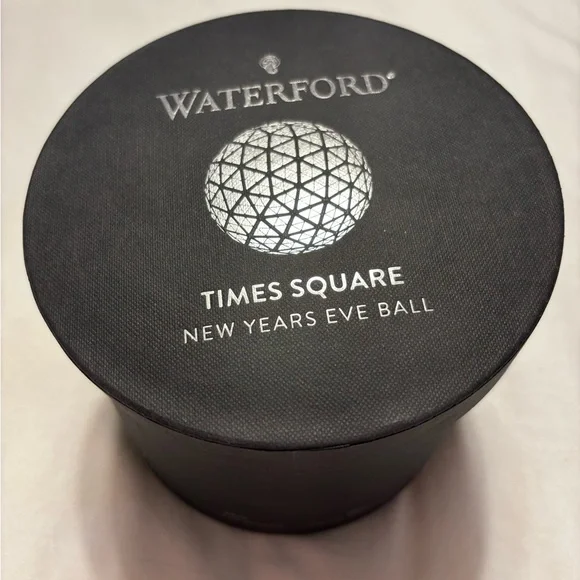 WATERFORD®
TIMES SQUARE
NEW YEARS EVE BALL